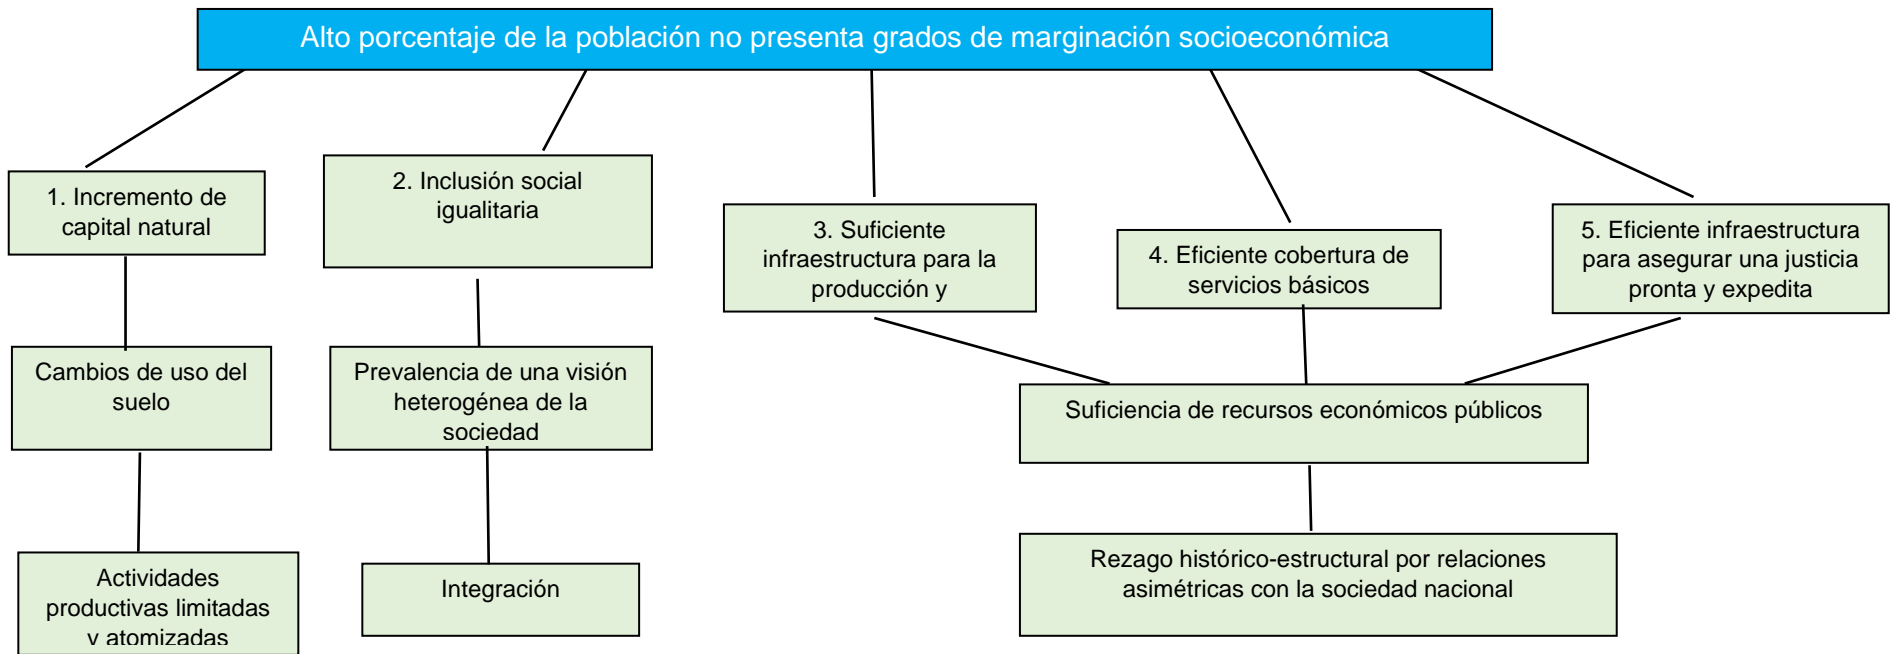 Alto porcentaje de la población no presenta grados de marginación socioeconómica
1. Incremento de
capital natural
2. Inclusión social
igualitaria
3. Suficiente
infraestructura para la
producción y
4. Eficiente cobertura de
servicios básicos
5. Eficiente infraestructura
para asegurar una justicia
pronta y expedita
Cambios de uso del
suelo
Prevalencia de una visión
heterogénea de la
sociedad
Suficiencia de recursos económicos públicos
Actividades
productivas limitadas
y atomizadas
Integración
Rezago histórico-estructural por relaciones
asimétricas con la sociedad nacional